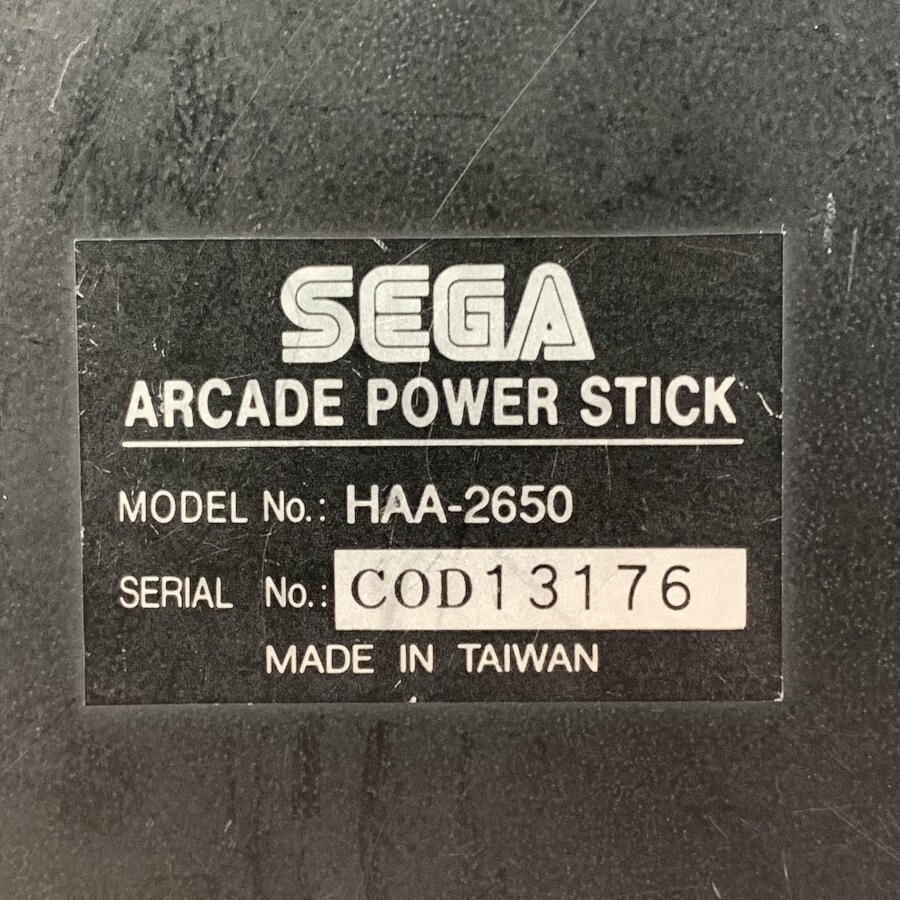 SEGA
ARCADE POWER STICK
MODEL No.: HAA-2650
SERIAL No.: COD13176
MADE IN TAIWAN